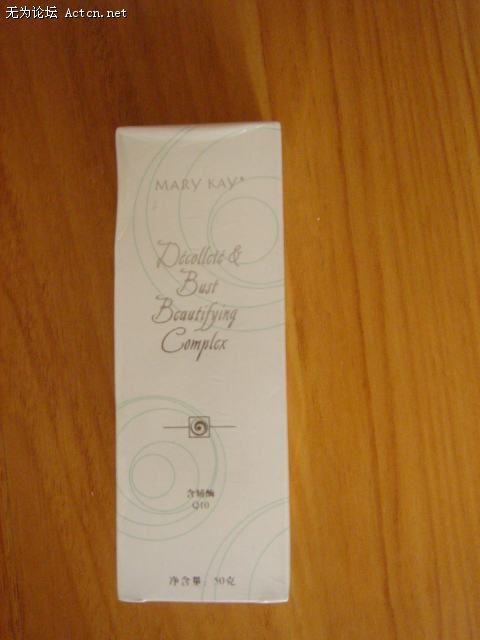 无为论坛 Actcn.net
MARY KAY®
Décolleté &
Bust
Beautifying
Complex
含辅酶
Q10
净含量：50克